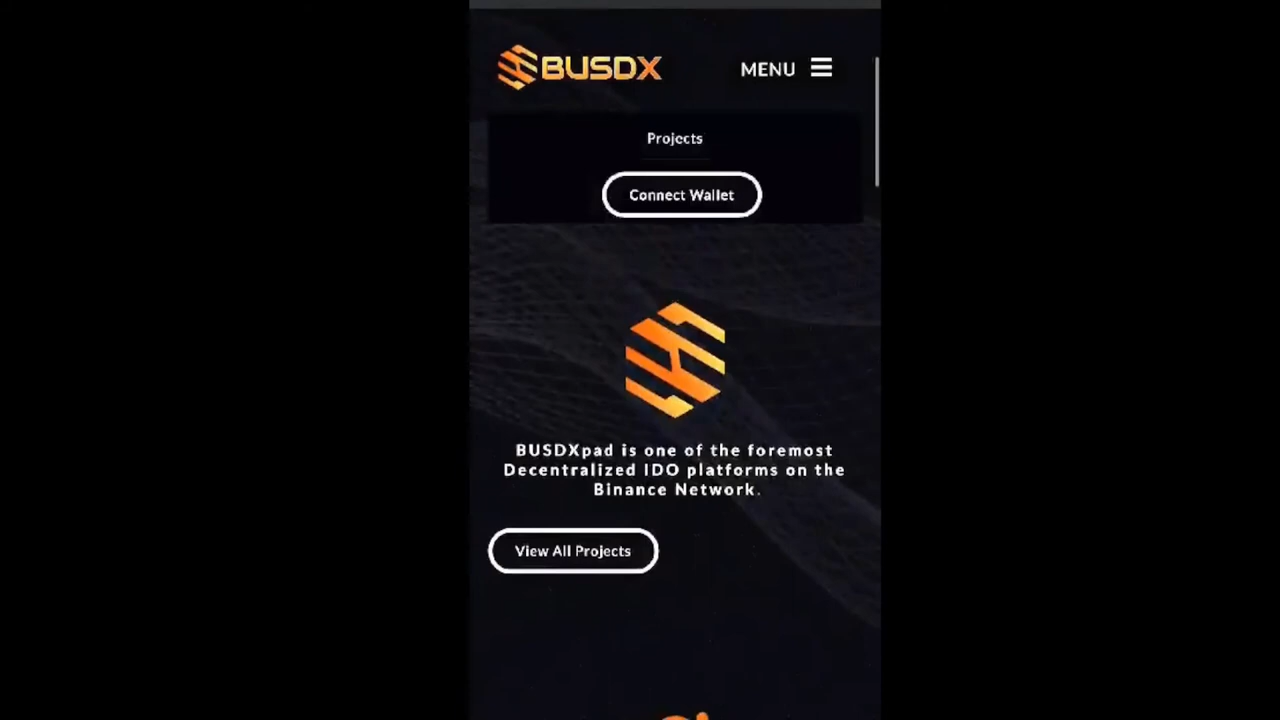 BUSDX
MENU
Projects
Connect Wallet
BUSDXpad is one of the foremost
Decentralized IDO platforms on the
Binance Network.
View All Projects